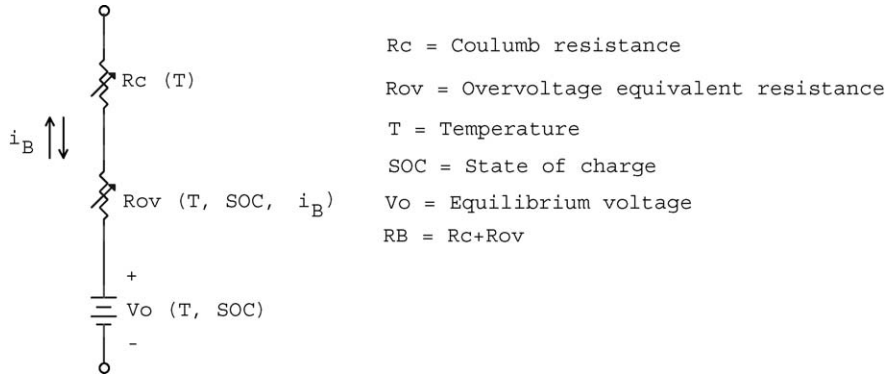 Rc (T)
i_B
Rov (T, SOC, i_B)
+
Vo (T, SOC)
-
Rc = Coulumb resistance
Rov = Overvoltage equivalent resistance
T = Temperature
SOC = State of charge
Vo = Equilibrium voltage
RB = Rc+Rov